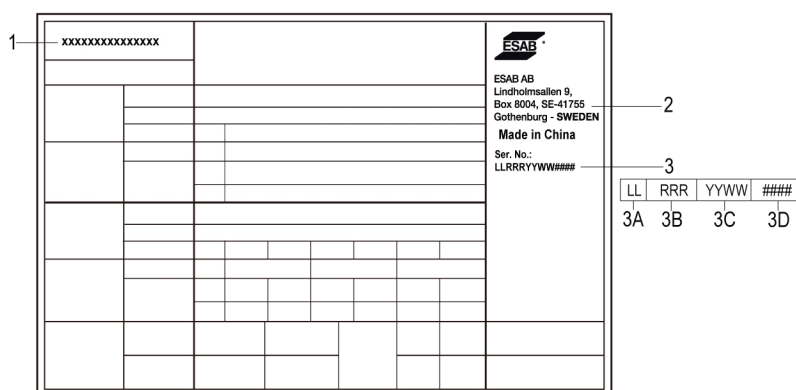 1
xxxxxxxxxxxxxxx
ESAB
ESAB AB
Lindholmsallen 9,
Box 8004, SE-41755
Gothenburg - SWEDEN
2
Made in China
Ser. No.:
LLRRRYYWW####
3
LL RRR YYWW ####
3A 3B 3C 3D